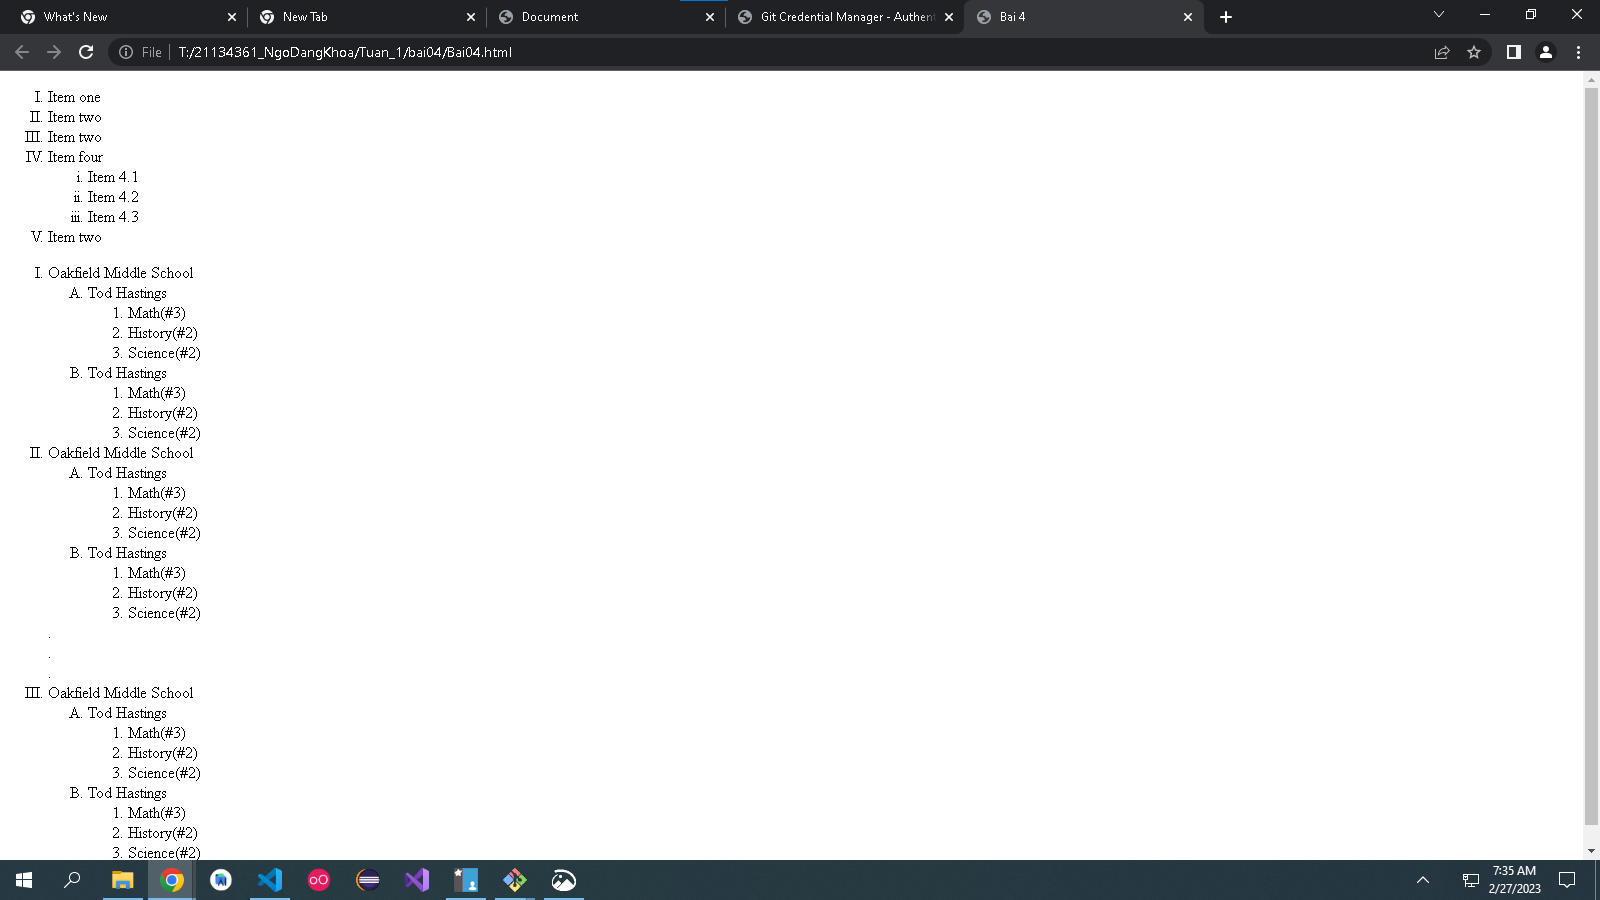 What's New
New Tab
Document
Git Credential Manager - Authent
Bai 4
File
T:/21134361_NgoDangKhoa/Tuan_1/bai04/Bai04.html
I. Item one
II. Item two
III. Item two
IV. Item four
i. Item 4.1
ii. Item 4.2
iii. Item 4.3
V. Item two
I. Oakfield Middle School
A. Tod Hastings
1. Math(#3)
2. History(#2)
3. Science(#2)
B. Tod Hastings
1. Math(#3)
2. History(#2)
3. Science(#2)
II. Oakfield Middle School
A. Tod Hastings
1. Math(#3)
2. History(#2)
3. Science(#2)
B. Tod Hastings
1. Math(#3)
2. History(#2)
3. Science(#2)
.
.
.
III. Oakfield Middle School
A. Tod Hastings
1. Math(#3)
2. History(#2)
3. Science(#2)
B. Tod Hastings
1. Math(#3)
2. History(#2)
3. Science(#2)
7:35 AM
2/27/2023